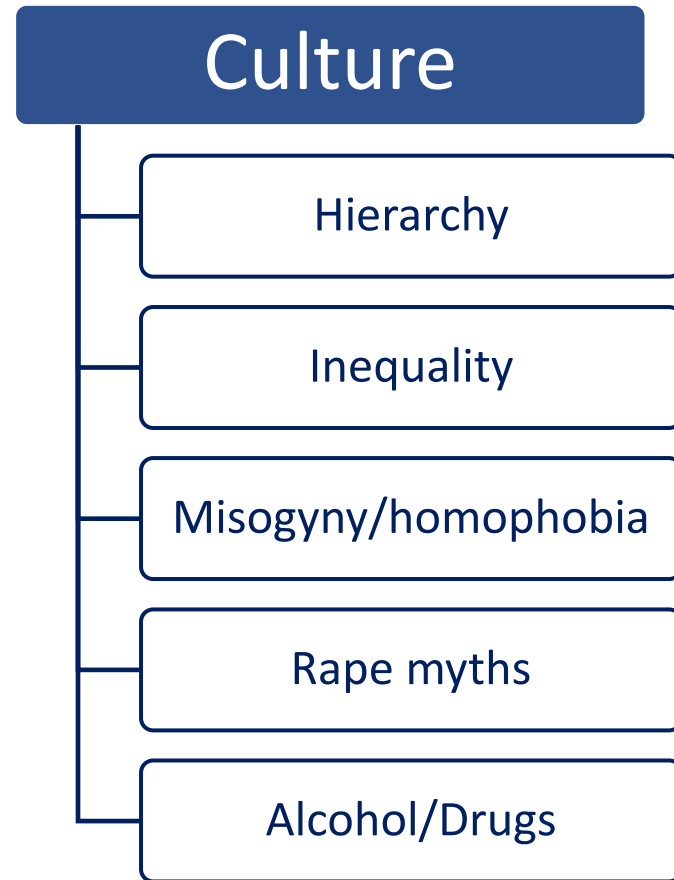 Culture
Hierarchy
Inequality
Misogyny/homophobia
Rape myths
Alcohol/Drugs